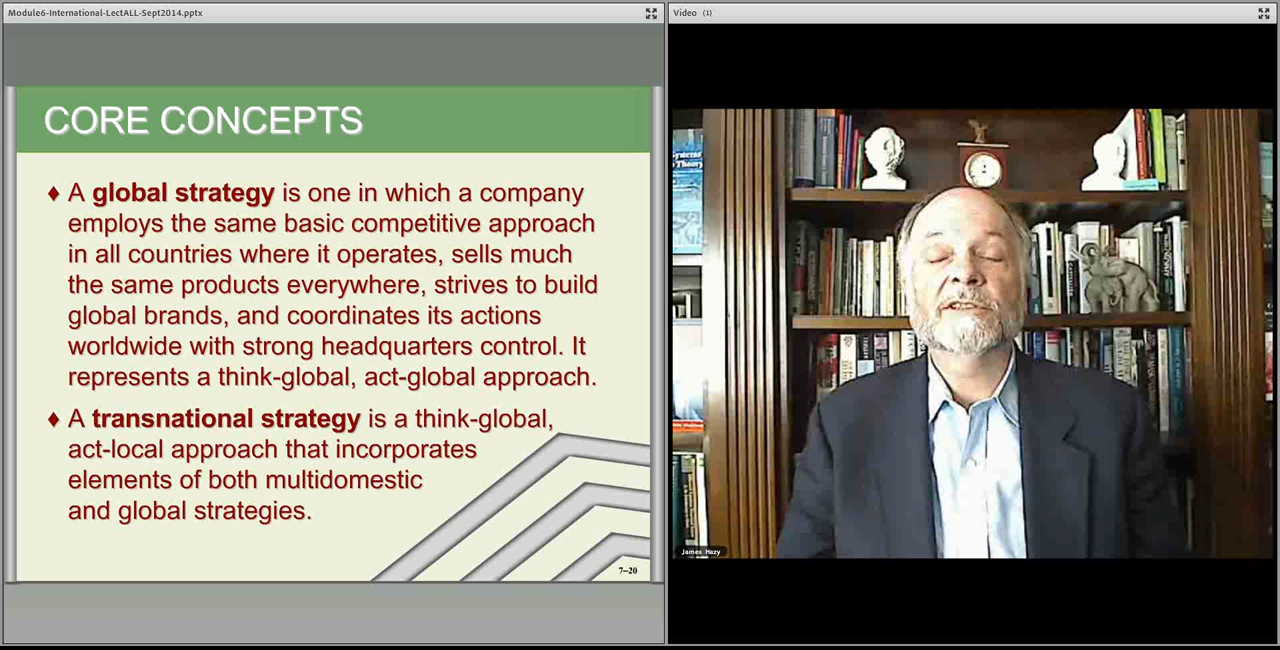 Module6-International-LectALL-Sept2014.pptx
CORE CONCEPTS
♦ A global strategy is one in which a company
employs the same basic competitive approach
in all countries where it operates, sells much
the same products everywhere, strives to build
global brands, and coordinates its actions
worldwide with strong headquarters control. It
represents a think-global, act-global approach.
♦ A transnational strategy is a think-global,
act-local approach that incorporates
elements of both multidomestic
and global strategies.
7–20
Video (1)
Systems
Theory
James Hazy